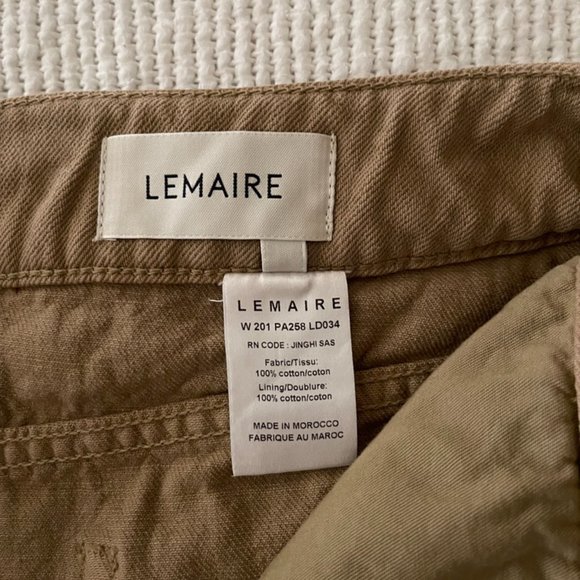 LEMAIRE
LEMAIRE
W 201 PA258 LD034
RN CODE : JINGHI SAS
Fabric/Tissu:
100% cotton/coton
Lining/Doublure:
100% cotton/coton
MADE IN MOROCCO
FABRIQUE AU MAROC